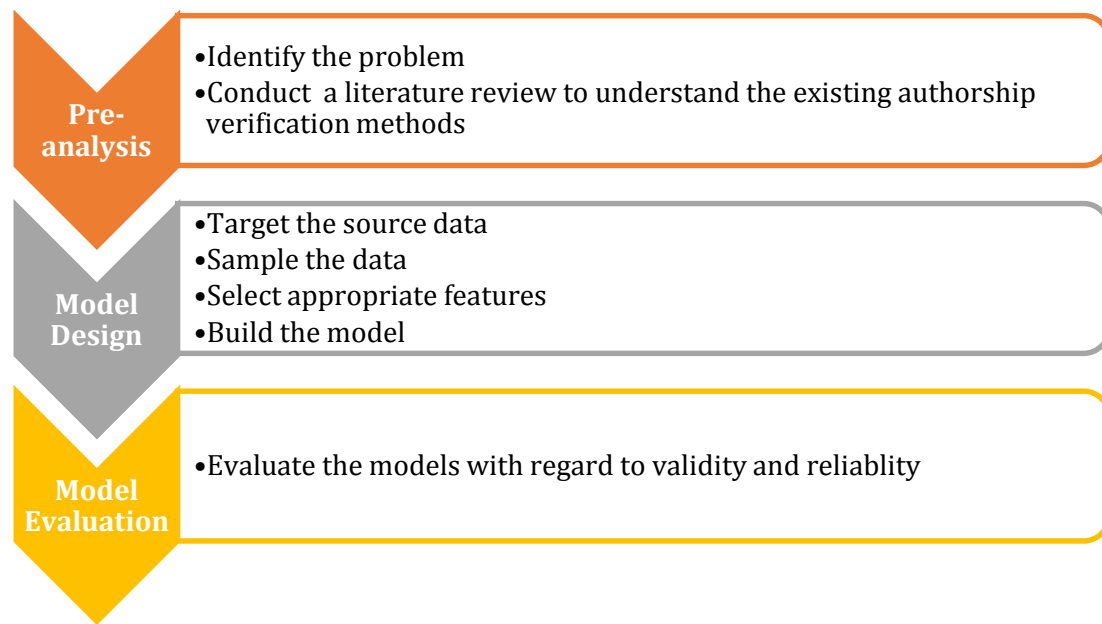 Pre-
analysis
•Identify the problem
•Conduct a literature review to understand the existing authorship
verification methods
Model
Design
•Target the source data
•Sample the data
•Select appropriate features
•Build the model
Model
Evaluation
•Evaluate the models with regard to validity and reliablity